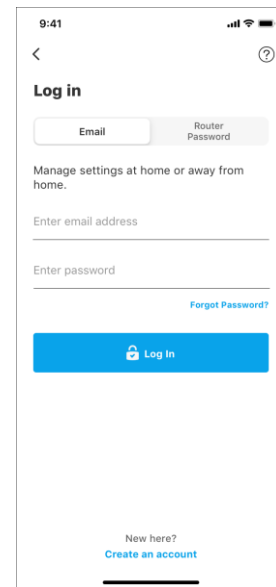 9:41
Log in
Email
Router
Password
Manage settings at home or away from
home.
Enter email address
Enter password
Forgot Password?
Log In
New here?
Create an account